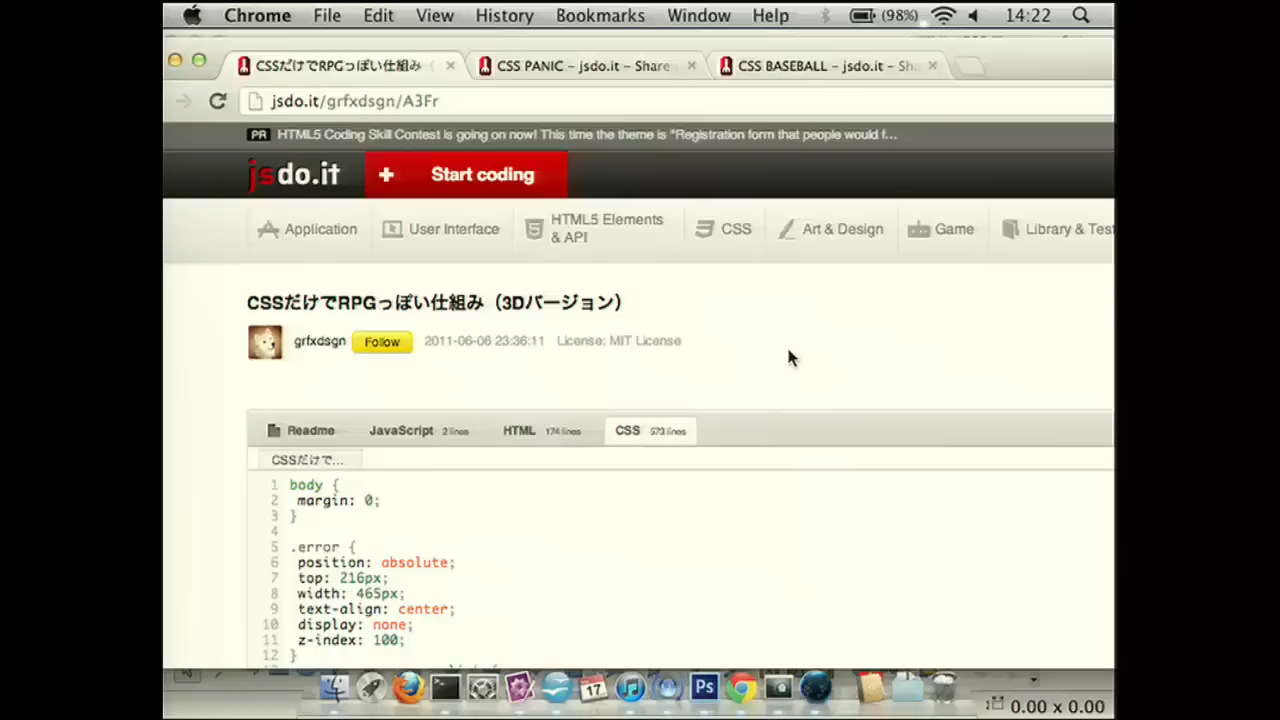 Chrome File Edit View History Bookmarks Window Help (98%) 14:22
CSSだけでRPGっぽい仕組み CSS PANIC – jsdo.it – Share CSS BASEBALL – jsdo.it – Sh
jsdo.it/grfxdsgn/A3Fr
PR HTML5 Coding Skill Contest is going on now! This time the theme is "Registration form that people would f...
jsdo.it + Start coding
Application User Interface HTML5 Elements & API CSS Art & Design Game Library & Test
CSSだけでRPGっぽい仕組み（3Dバージョン）
grfxdsgn Follow 2011-06-06 23:36:11 License: MIT License
Readme JavaScript 2 lines HTML 174 lines CSS 573 lines
CSSだけで...
1 body {
2 margin: 0;
3 }
4
5 .error {
6 position: absolute;
7 top: 216px;
8 width: 465px;
9 text-align: center;
10 display: none;
11 z-index: 100;
12 }
17 Ps
0.00 x 0.00